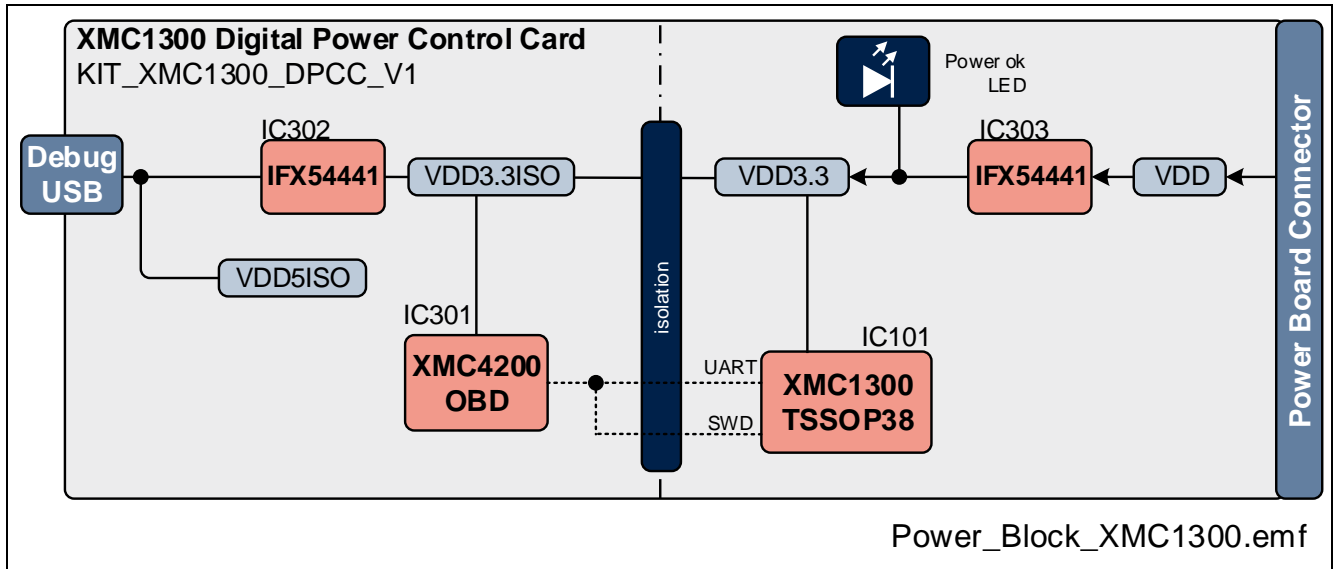 XMC1300 Digital Power Control Card
KIT_XMC1300_DPCC_V1
Power ok
LED
IC302
IC303
Debug
USB
IFX54441
VDD3.3ISO
VDD3.3
IFX54441
VDD
VDD5ISO
isolation
IC301
IC101
XMC4200
OBD
UART
SWD
XMC1300
TSSOP38
Power Board Connector
Power_Block_XMC1300.emf